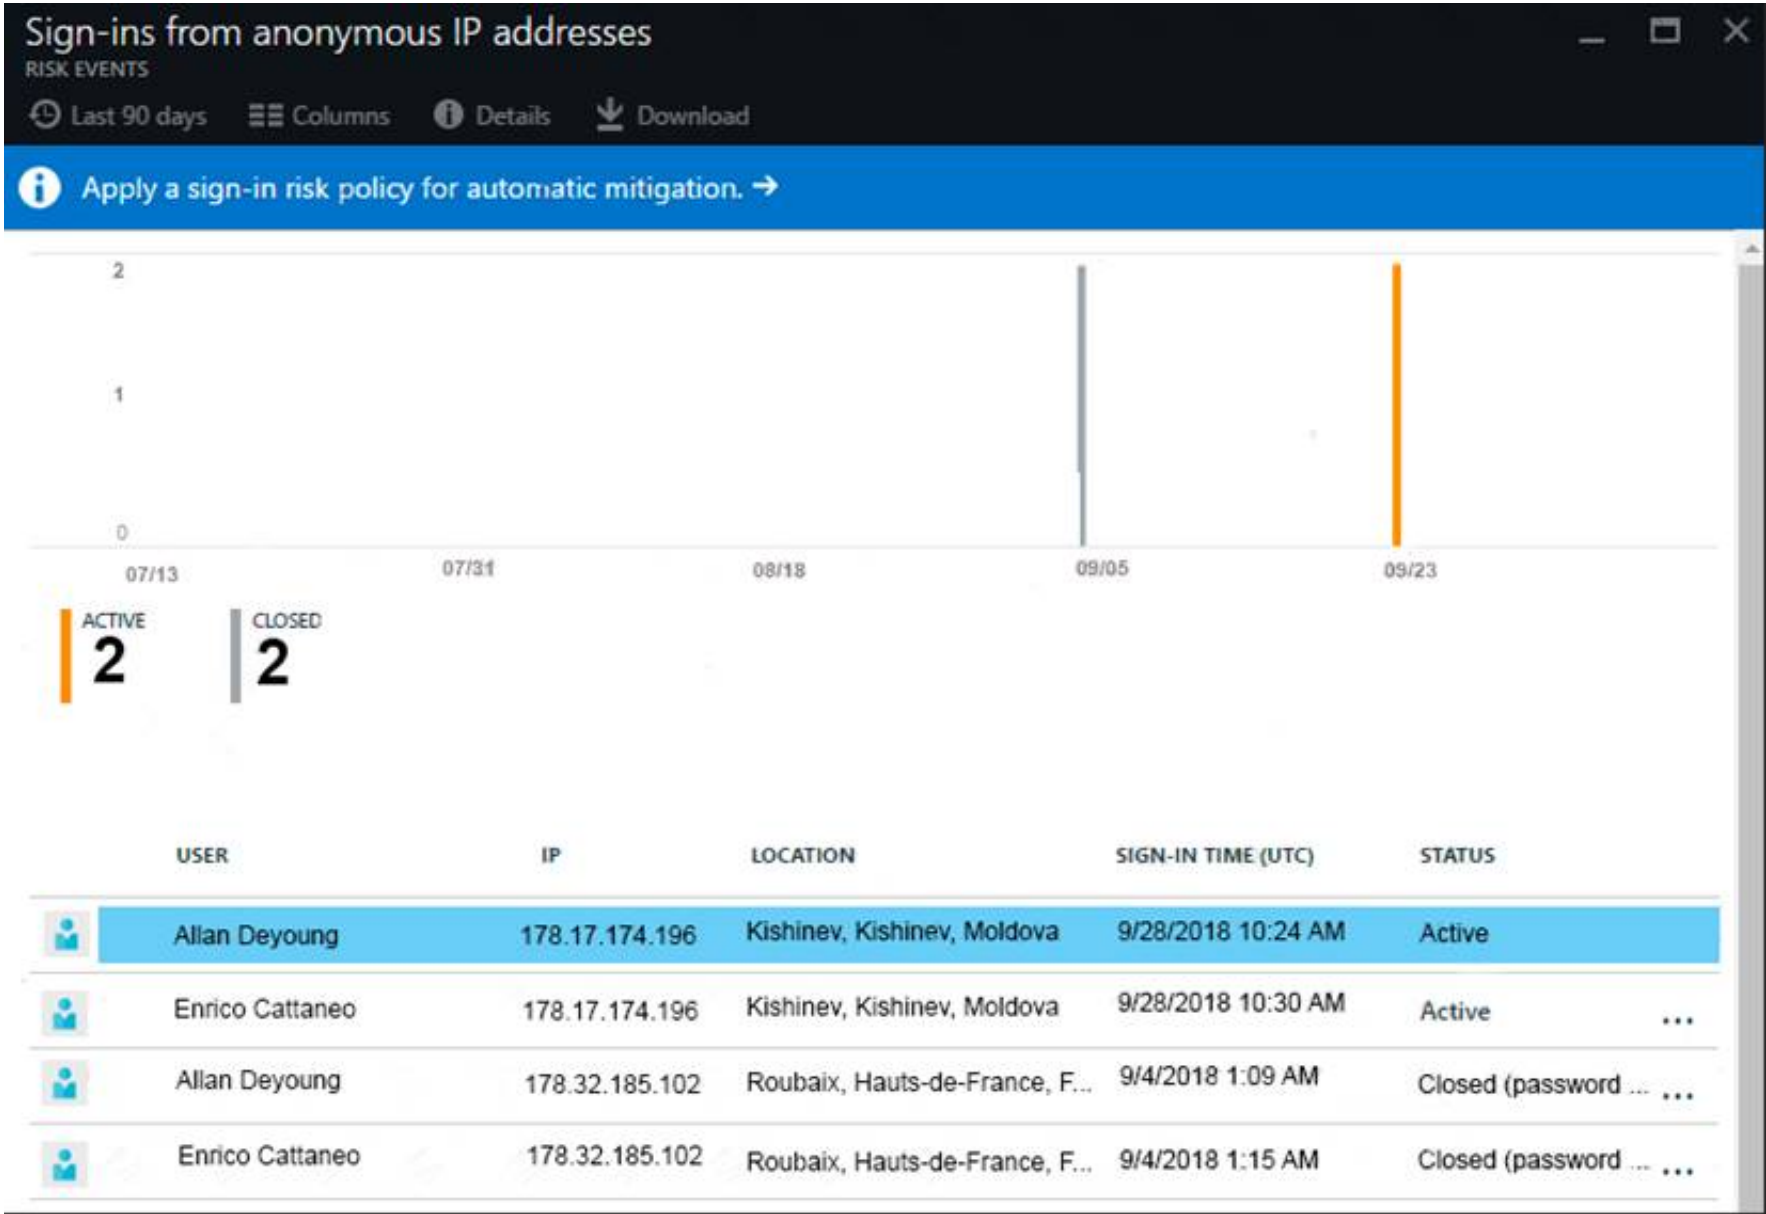 Sign-ins from anonymous IP addresses
RISK EVENTS
Last 90 days Columns Details Download
Apply a sign-in risk policy for automatic mitigation. →
2
1
0
07/13 07/31 08/18 09/05 09/23
ACTIVE CLOSED
2 2
USER IP LOCATION SIGN-IN TIME (UTC) STATUS
Allan Deyoung 178.17.174.196 Kishinev, Kishinev, Moldova 9/28/2018 10:24 AM Active
Enrico Cattaneo 178.17.174.196 Kishinev, Kishinev, Moldova 9/28/2018 10:30 AM Active ...
Allan Deyoung 178.32.185.102 Roubaix, Hauts-de-France, F... 9/4/2018 1:09 AM Closed (password ... ...
Enrico Cattaneo 178.32.185.102 Roubaix, Hauts-de-France, F... 9/4/2018 1:15 AM Closed (password ... ...